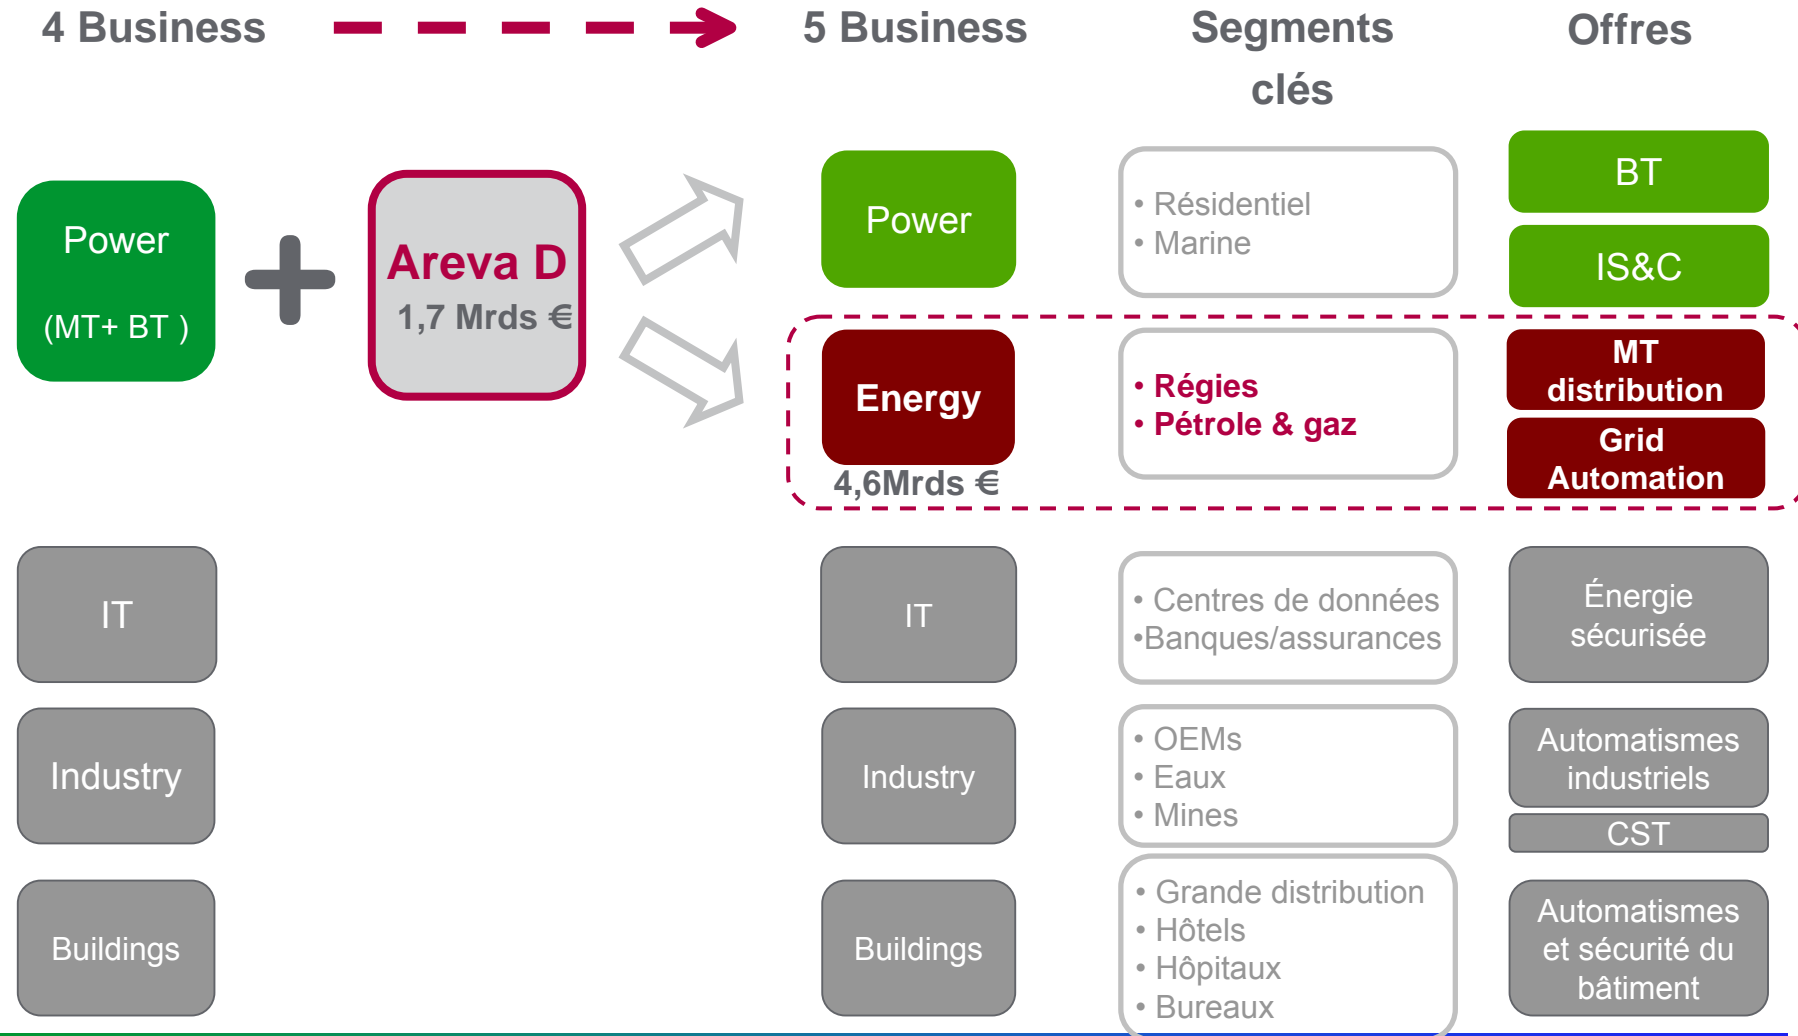 4 Business
5 Business
Segments
clés
Offres
Power
(MT+ BT )
Areva D
1,7 Mrds €
Power
• Résidentiel
• Marine
BT
IS&C
Energy
4,6Mrds €
• Régies
• Pétrole & gaz
MT
distribution
Grid
Automation
IT
IT
• Centres de données
•Banques/assurances
Énergie
sécurisée
Industry
Industry
• OEMs
• Eaux
• Mines
Automatismes
industriels
CST
Buildings
Buildings
• Grande distribution
• Hôtels
• Hôpitaux
• Bureaux
Automatismes
et sécurité du
bâtiment